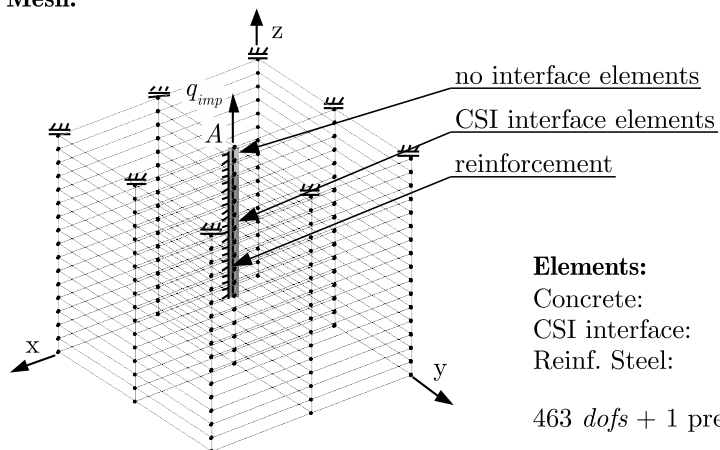 Mesh:
z
no interface elements
q_imp
CSI interface elements
A
reinforcement
Elements:
Concrete:
CSI interface:
x
Reinf. Steel:
y
463 dofs + 1 pre